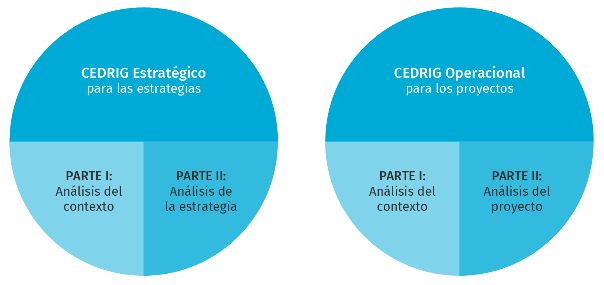 CEDRIG Estratégico
para las estrategias
PARTE I:
Análisis del
contexto
PARTE II:
Análisis de
la estrategia
CEDRIG Operacional
para los proyectos
PARTE I:
Análisis del
contexto
PARTE II:
Análisis del
proyecto